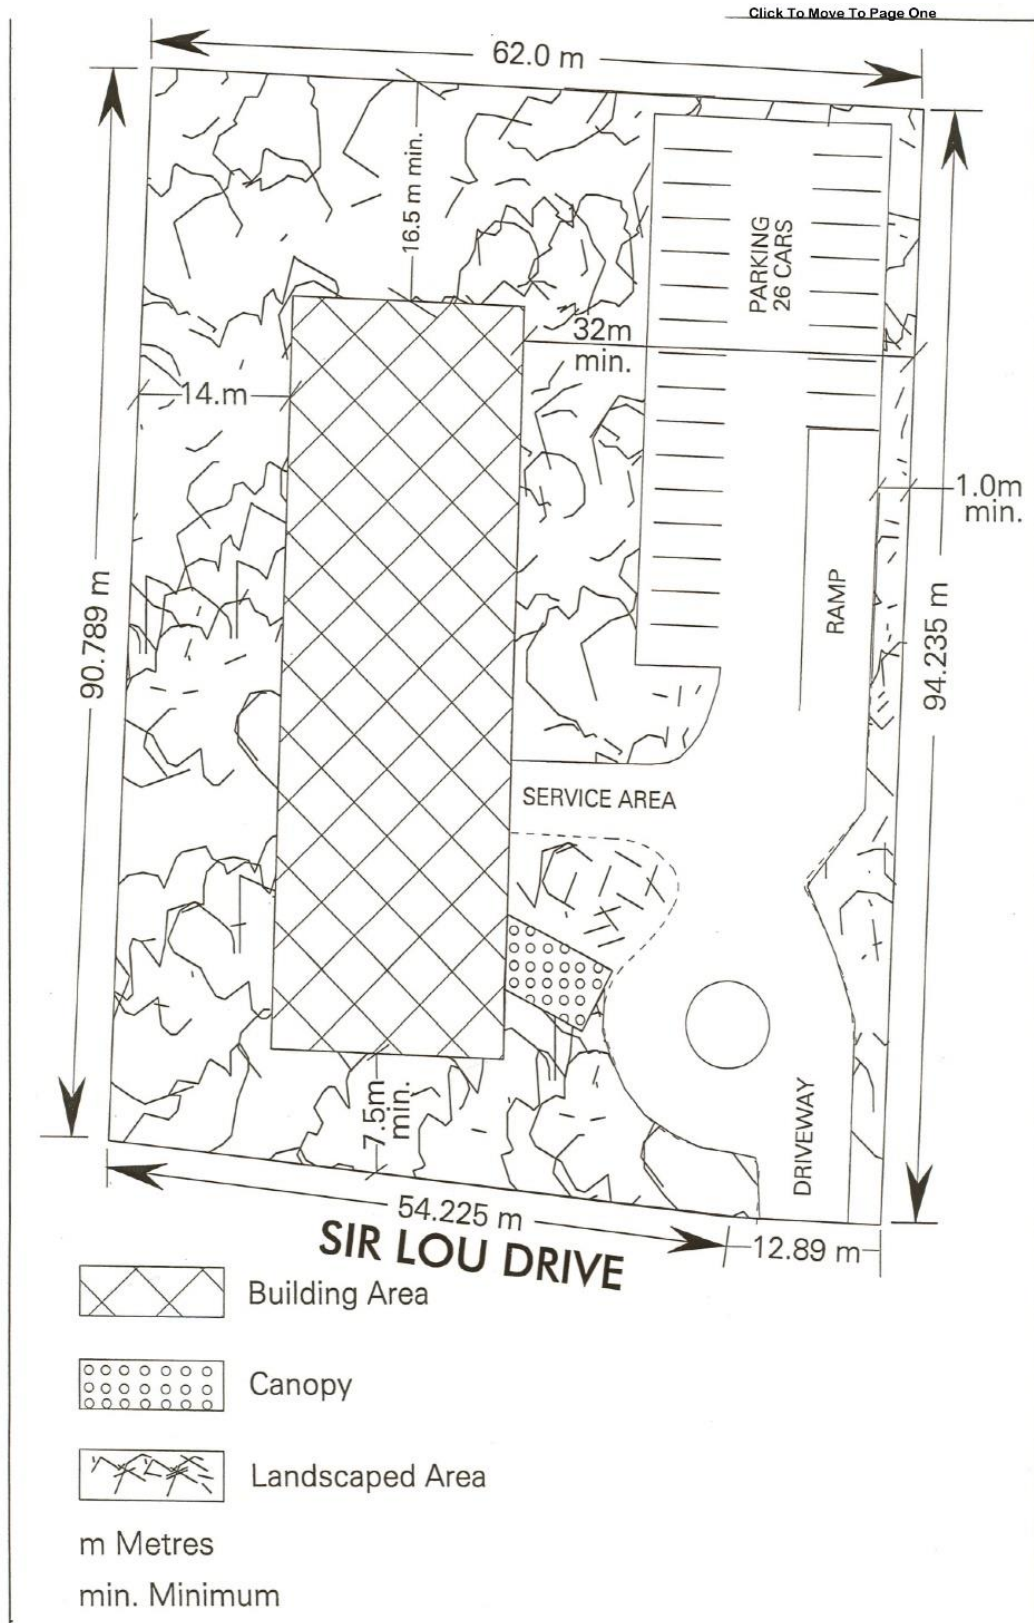 Click To Move To Page One
62.0 m
16.5 m min.
PARKING
26 CARS
32m
min.
14.m
1.0m
min.
90.789 m
RAMP
94.235 m
SERVICE AREA
7.5m
min.
DRIVEWAY
54.225 m
12.89 m
SIR LOU DRIVE
Building Area
Canopy
Landscaped Area
m Metres
min. Minimum